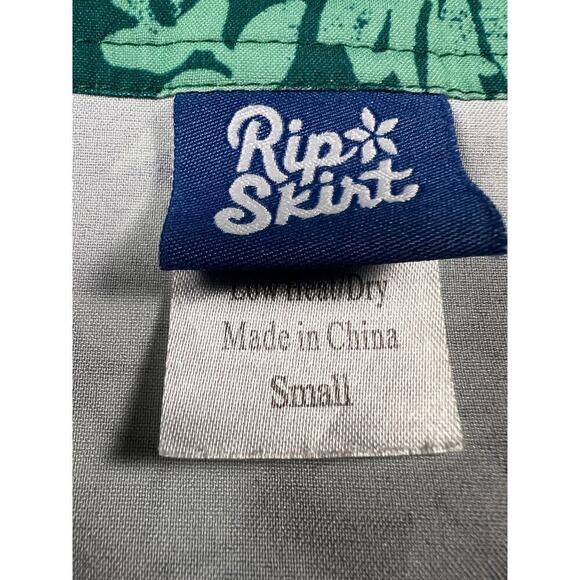 Rip
Skirt
Low Heat/Dry
Made in China
Small